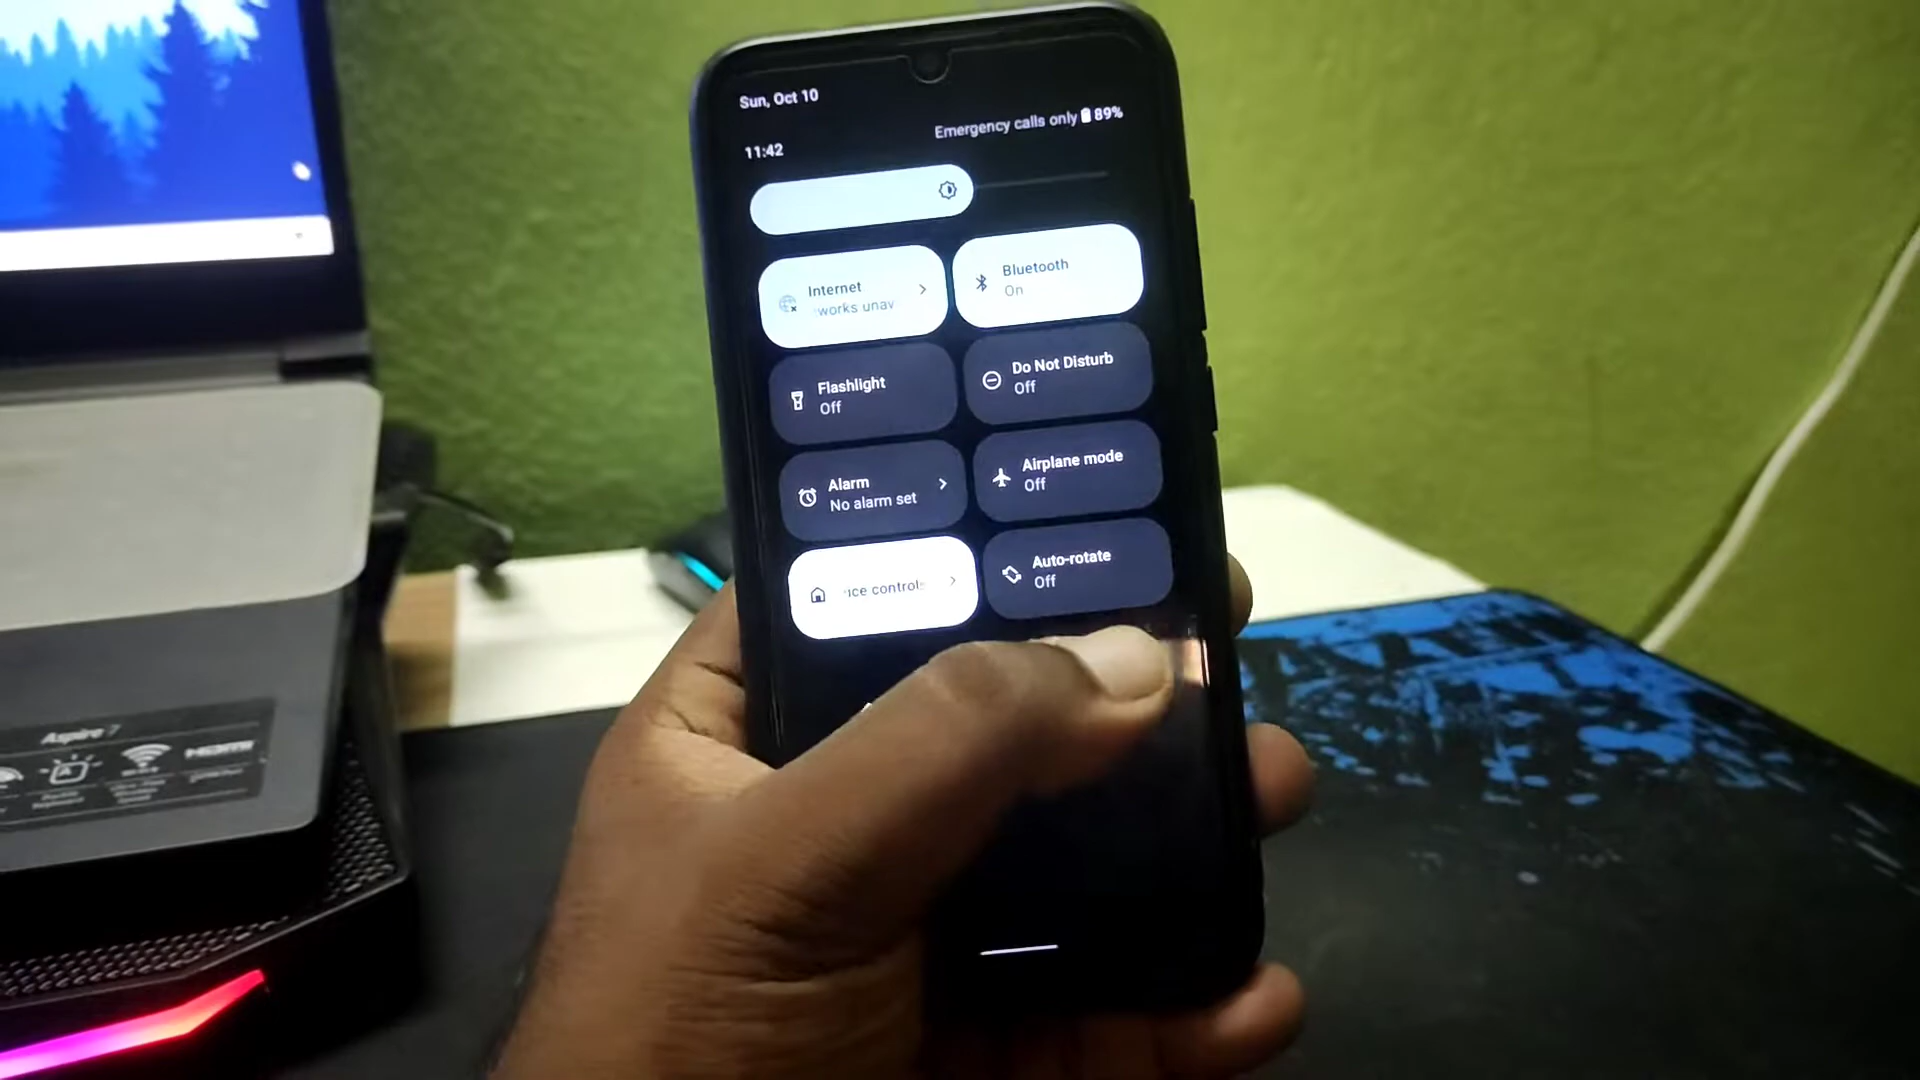 Sun, Oct 10
Emergency calls only 89%
11:42
Internet
works unav
Bluetooth
On
Flashlight
Off
Do Not Disturb
Off
Alarm
No alarm set
Airplane mode
Off
ice controls
Auto-rotate
Off
Aspire 7
HDMI